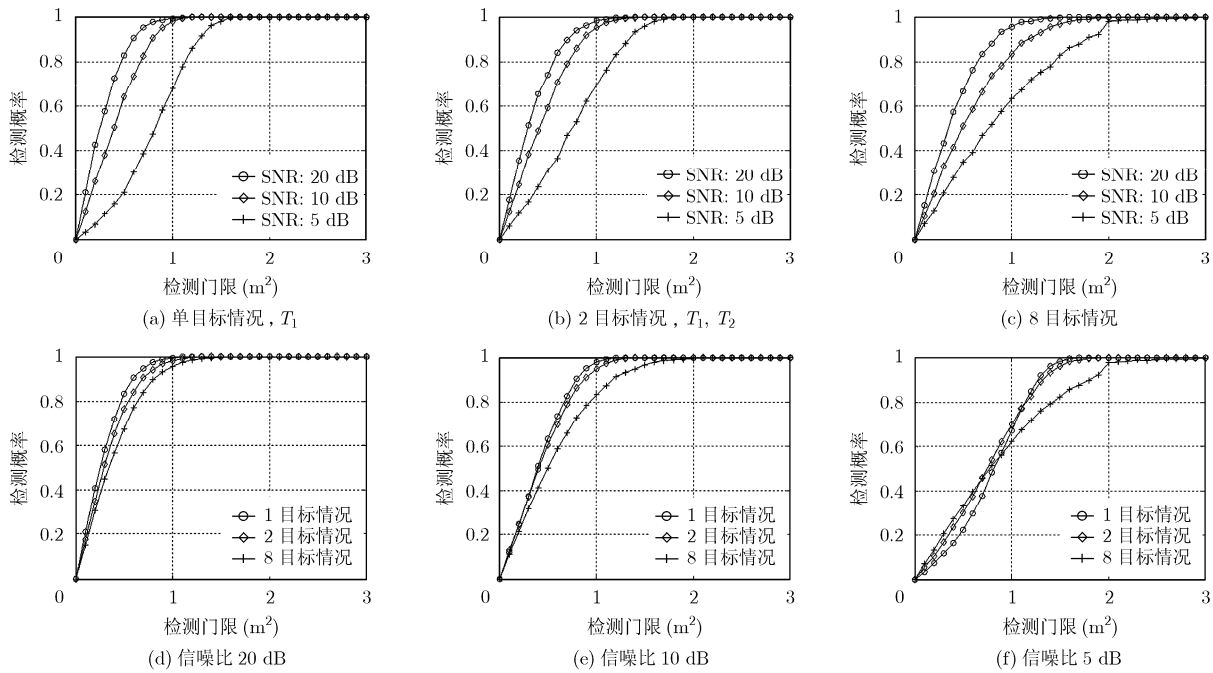 1
0.8
0.6
0.4
0.2
0
1
2
3
检测概率
检测门限 (m²)
SNR: 20 dB
SNR: 10 dB
SNR: 5 dB
(a) 单目标情况, T₁
1
0.8
0.6
0.4
0.2
0
1
2
3
检测概率
检测门限 (m²)
SNR: 20 dB
SNR: 10 dB
SNR: 5 dB
(b) 2 目标情况, T₁, T₂
1
0.8
0.6
0.4
0.2
0
1
2
3
检测概率
检测门限 (m²)
SNR: 20 dB
SNR: 10 dB
SNR: 5 dB
(c) 8 目标情况
1
0.8
0.6
0.4
0.2
0
1
2
3
检测概率
检测门限 (m²)
1 目标情况
2 目标情况
8 目标情况
(d) 信噪比 20 dB
1
0.8
0.6
0.4
0.2
0
1
2
3
检测概率
检测门限 (m²)
1 目标情况
2 目标情况
8 目标情况
(e) 信噪比 10 dB
1
0.8
0.6
0.4
0.2
0
1
2
3
检测概率
检测门限 (m²)
1 目标情况
2 目标情况
8 目标情况
(f) 信噪比 5 dB